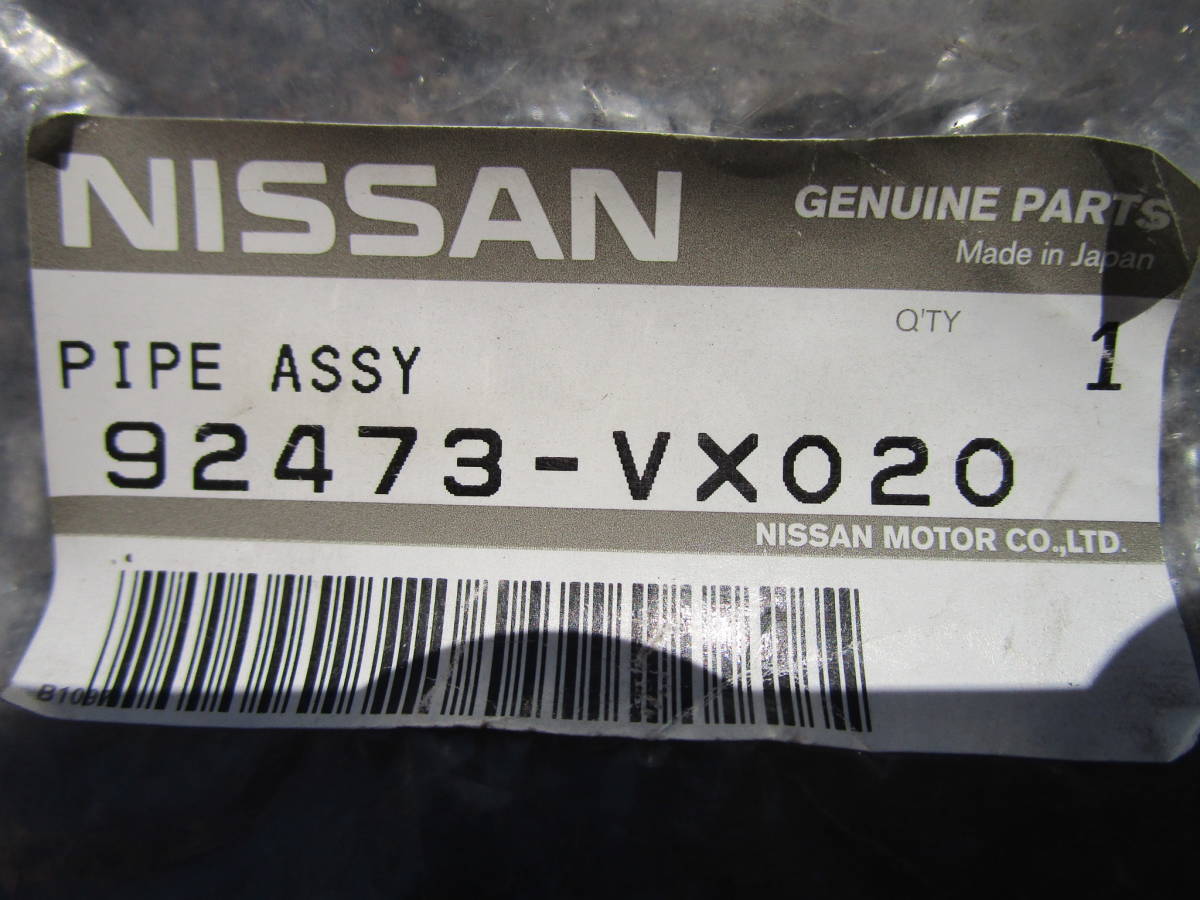 NISSAN
GENUINE PARTS
Made in Japan
Q'TY
PIPE ASSY 1
92473-VX020
NISSAN MOTOR CO.,LTD.